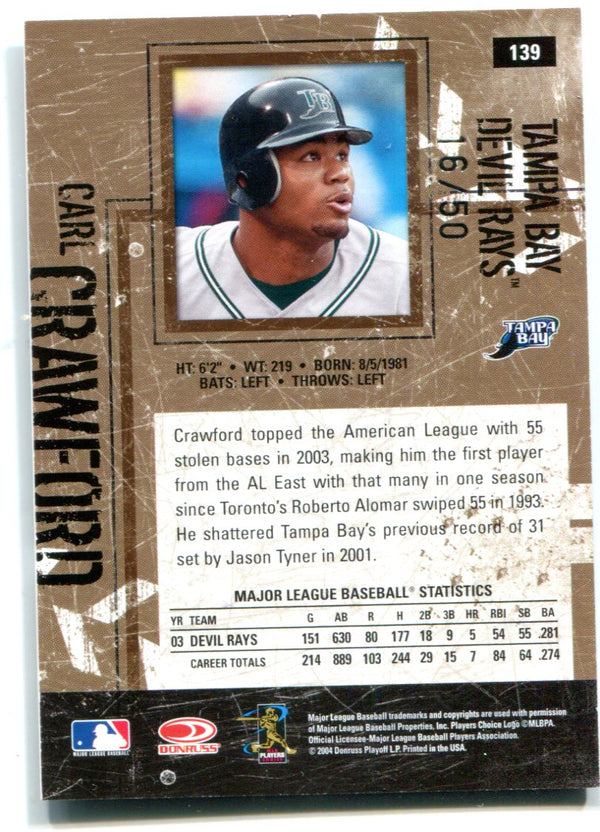 139
TAMPA BAY
DEVIL RAYS™
16/50
TB
TAMPA
BAY
CARL
CRAWFORD
HT: 6'2" • WT: 219 • BORN: 8/5/1981
BATS: LEFT • THROWS: LEFT
Crawford topped the American League with 55
stolen bases in 2003, making him the first player
from the AL East with that many in one season
since Toronto's Roberto Alomar swiped 55 in 1993.
He shattered Tampa Bay's previous record of 31
set by Jason Tyner in 2001.
MAJOR LEAGUE BASEBALL® STATISTICS
YR TEAM G AB R H 2B 3B HR RBI SB BA
03 DEVIL RAYS 151 630 80 177 18 9 5 54 55 .281
CAREER TOTALS 214 889 103 244 29 15 7 84 64 .274
MAJOR LEAGUE BASEBALL
DONRUSS
PLAYERS
CHOICE
Major League Baseball trademarks and copyrights are used with permission
of Major League Baseball Properties, Inc. Players Choice Logo ©MLBPA.
Official Licensee-Major League Baseball Players Association.
© 2004 Donruss Playoff L.P. Printed in the USA.